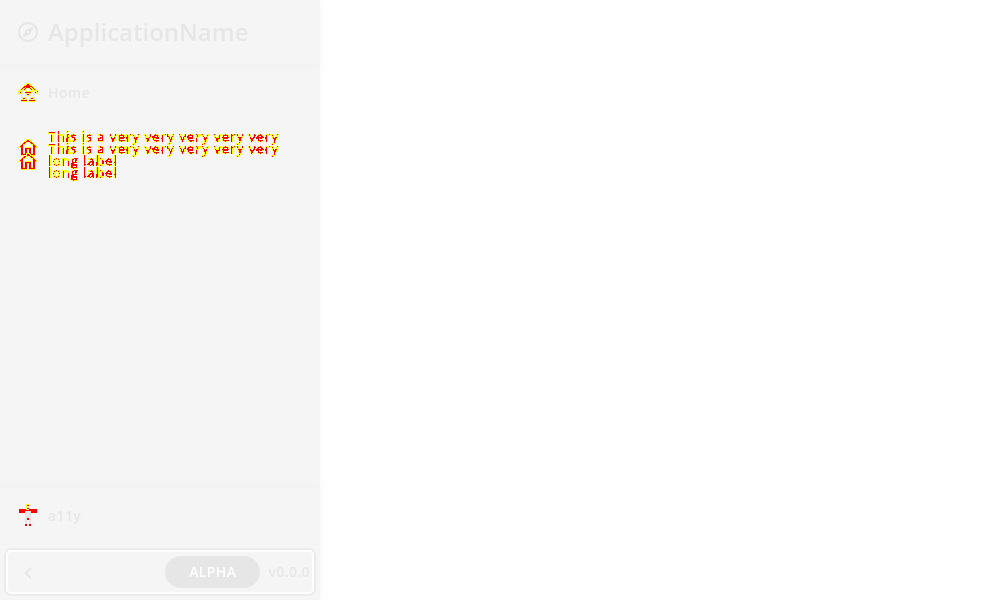 ApplicationName
Home
This is a very very very very very
This is a very very very very very
long label
long label
a11y
ALPHA v0.0.0